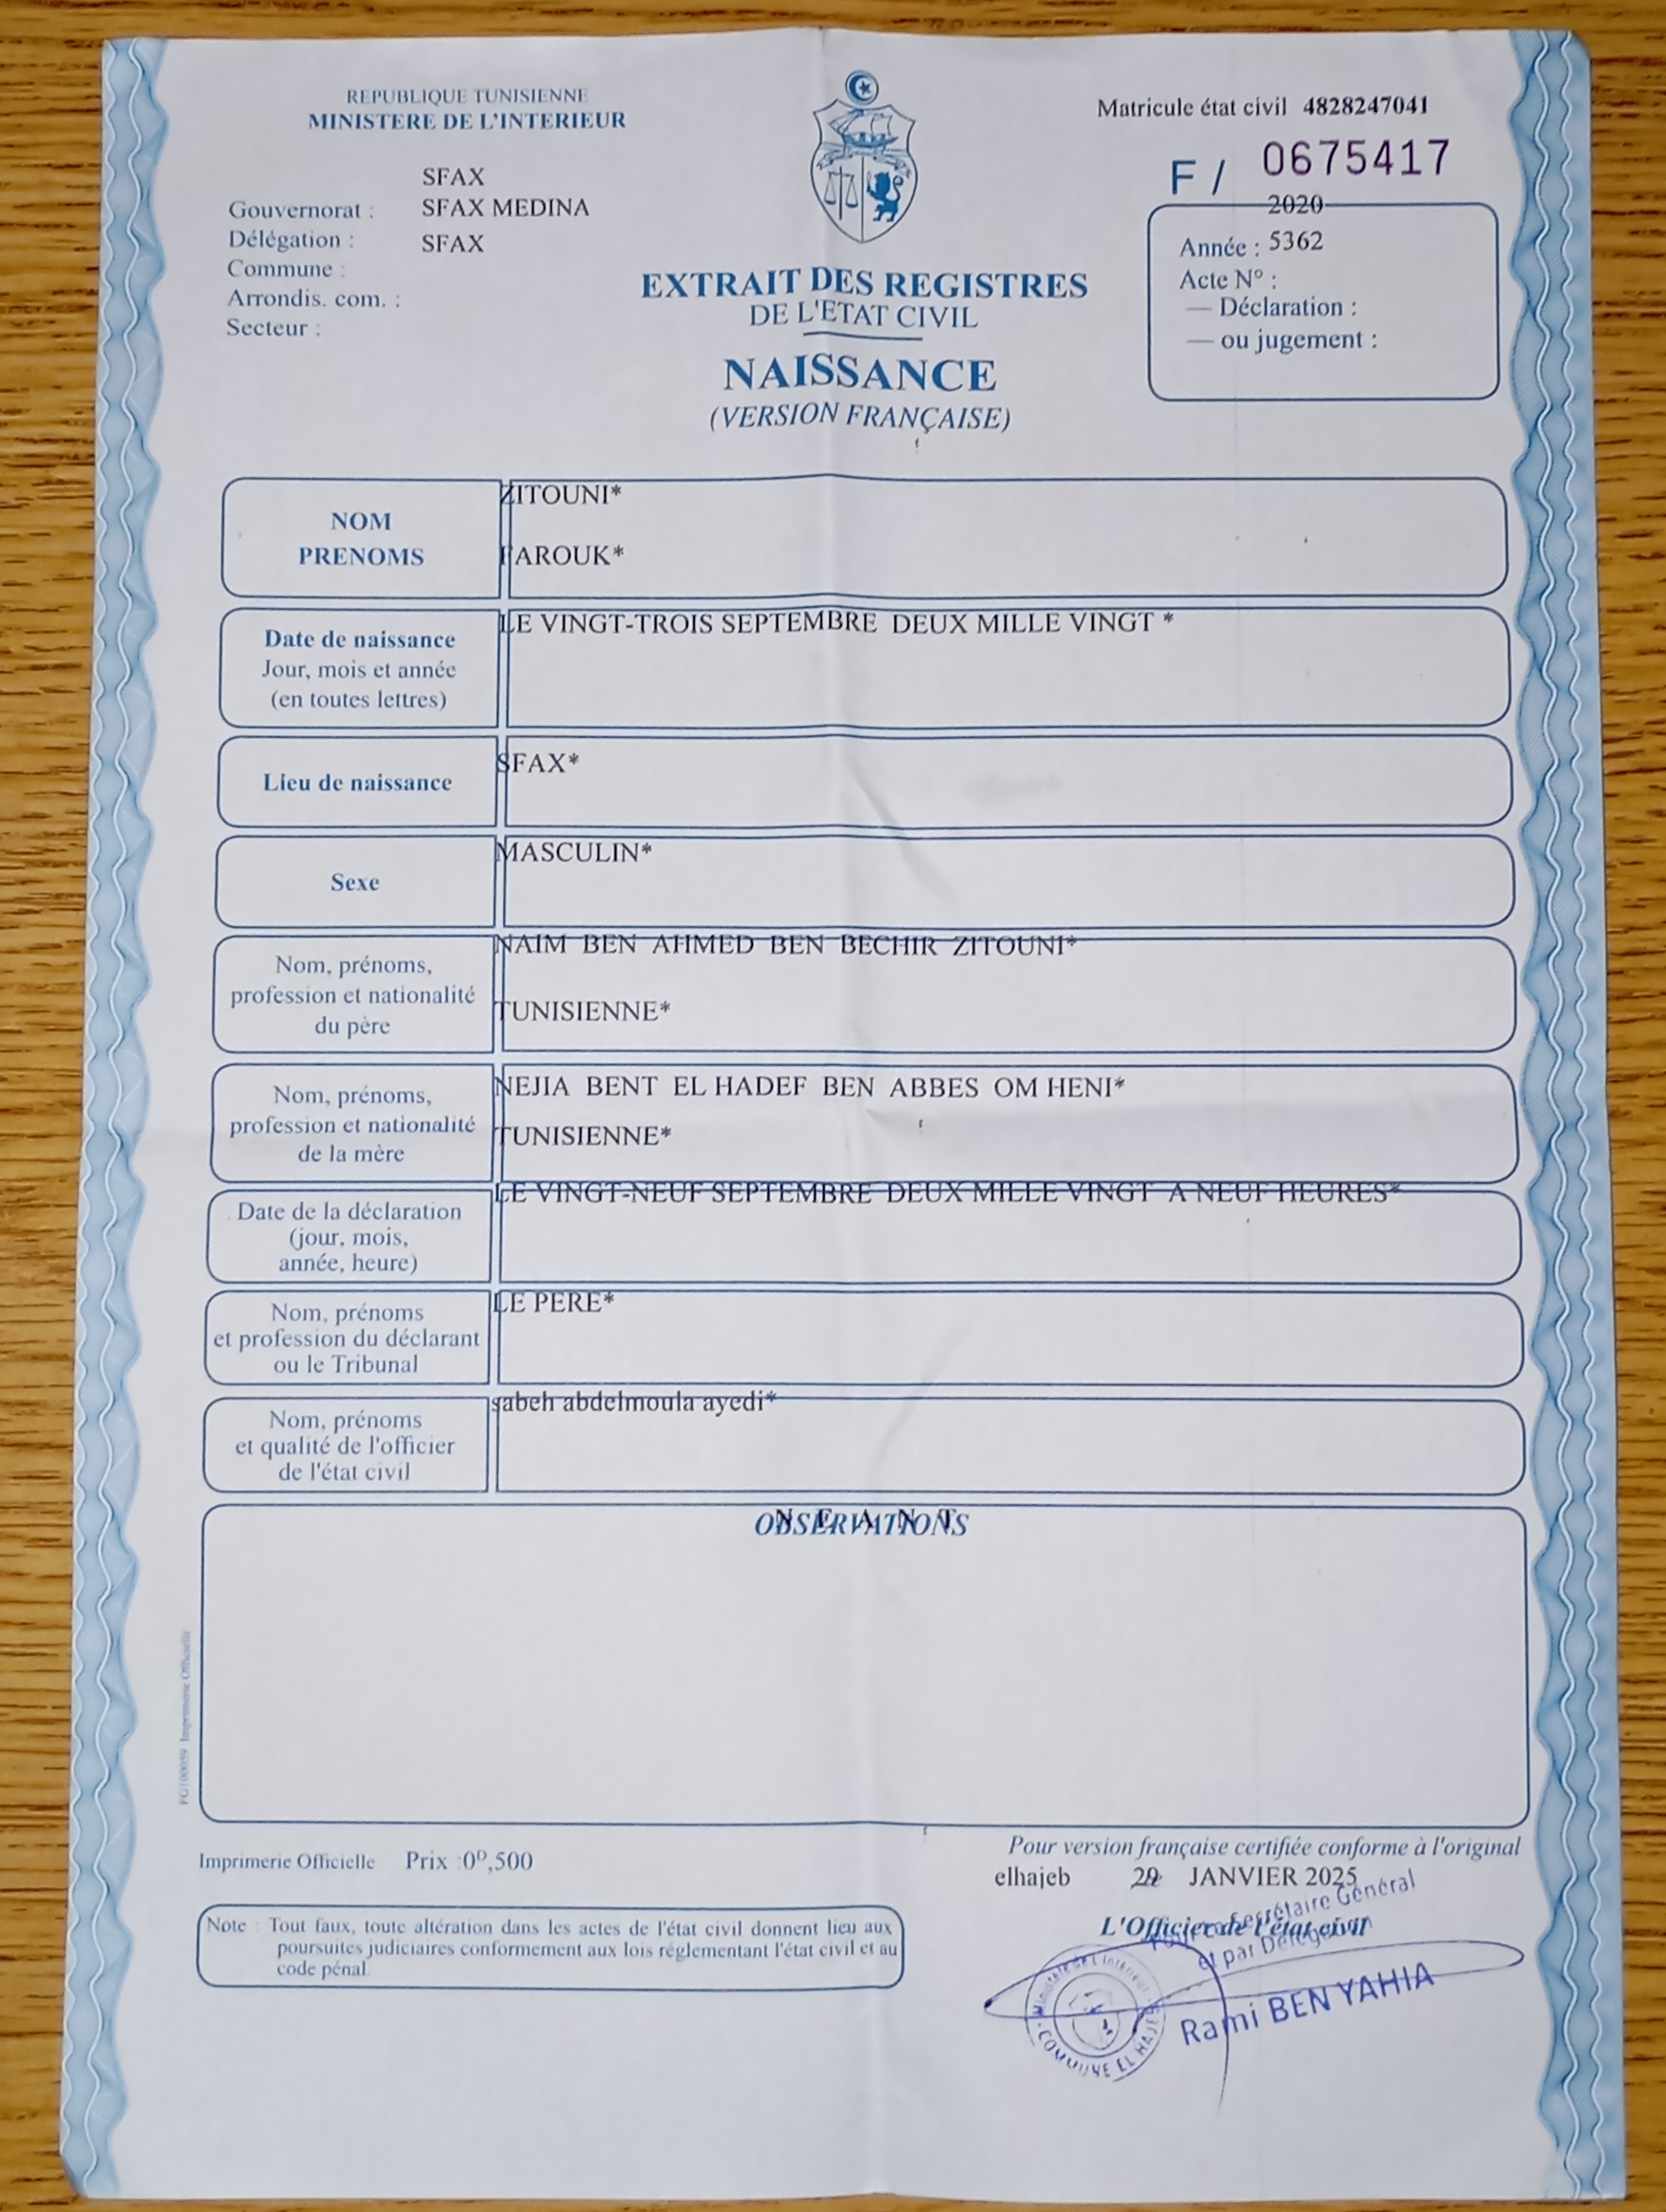 REPUBLIQUE TUNISIENNE
MINISTERE DE L'INTERIEUR
SFAX
Gouvernorat : SFAX MEDINA
Délégation : SFAX
Commune :
Arrondis. com. :
Secteur :
Matricule état civil 4828247041
F / 0675417
2020
Année : 5362
Acte N° :
— Déclaration :
— ou jugement :
EXTRAIT DES REGISTRES
DE L'ETAT CIVIL
NAISSANCE
(VERSION FRANÇAISE)
NOM
PRENOMS
ZITOUNI*
FAROUK*
Date de naissance
Jour, mois et année
(en toutes lettres)
LE VINGT-TROIS SEPTEMBRE DEUX MILLE VINGT *
Lieu de naissance
SFAX*
Sexe
MASCULIN*
Nom, prénoms,
profession et nationalité
du père
NAIM BEN AHMED BEN BECHIR ZITOUNI*
TUNISIENNE*
Nom, prénoms,
profession et nationalité
de la mère
NEJIA BENT EL HADEF BEN ABBES OM HENI*
TUNISIENNE*
Date de la déclaration
(jour, mois,
année, heure)
LE VINGT-NEUF SEPTEMBRE DEUX MILLE VINGT A NEUF HEURES*
Nom, prénoms
et profession du déclarant
ou le Tribunal
LE PERE*
Nom, prénoms
et qualité de l'officier
de l'état civil
sabeh abdelmoula ayedi*
OBSERVATIONS
N E A N T
PG100059 Imprimerie Officielle
Imprimerie Officielle Prix :0ᴰ,500
Note : Tout faux, toute altération dans les actes de l'état civil donnent lieu aux
poursuites judiciaires conformement aux lois réglementant l'état civil et au
code pénal.
Pour version française certifiée conforme à l'original
elhajeb JANVIER 2025
L'Officier de l'état civil
Secrétaire Général
et par Délégation
Rami BEN YAHIA
Ministère de l'Intérieur
COMMUNE EL HAJEB